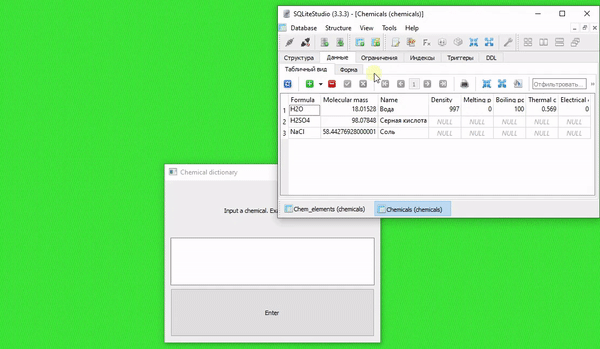 SQLiteStudio (3.3.3) - [Chemicals (chemicals)]
Database Structure View Tools Help
Структура Данные Ограничения Индексы Триггеры DDL
Табличный вид Форма
1 Отфильтровать... »
Formula Molecular mass Name Density Melting p Boiling po Thermal c Electrical c
1 H2O 18.01528 Вода 997 0 100 0.569 0
2 H2SO4 98.07848 Серная кислота NULL NULL NULL NULL NULL
3 NaCl 58.44276928000001 Соль NULL NULL NULL NULL NULL
Chem_elements (chemicals) Chemicals (chemicals)
Chemical dictionary
Input a chemical. Exa
Enter